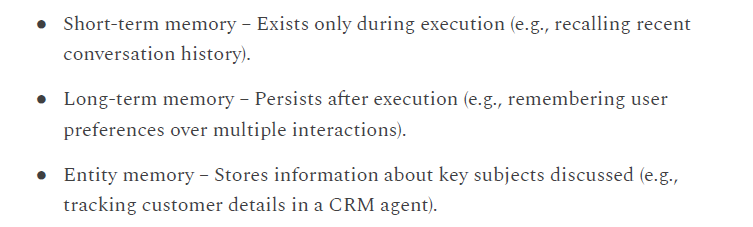 ● Short-term memory – Exists only during execution (e.g., recalling recent
conversation history).
● Long-term memory – Persists after execution (e.g., remembering user
preferences over multiple interactions).
● Entity memory – Stores information about key subjects discussed (e.g.,
tracking customer details in a CRM agent).